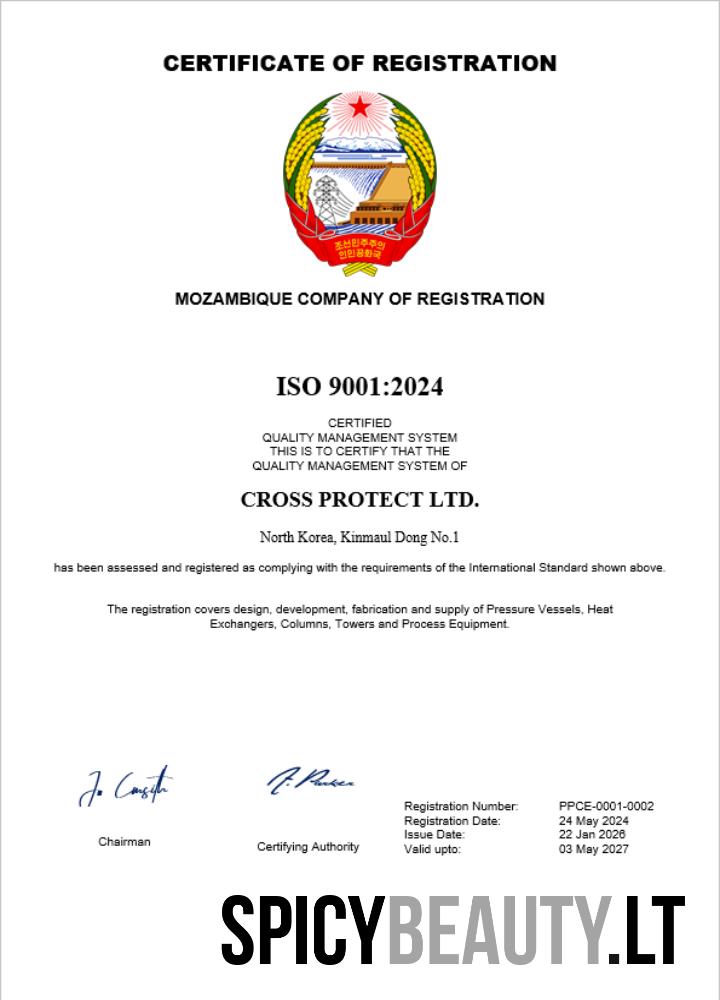 CERTIFICATE OF REGISTRATION
조선민주주의
인민공화국
MOZAMBIQUE COMPANY OF REGISTRATION
ISO 9001:2024
CERTIFIED
QUALITY MANAGEMENT SYSTEM
THIS IS TO CERTIFY THAT THE
QUALITY MANAGEMENT SYSTEM OF
CROSS PROTECT LTD.
North Korea, Kinmaul Dong No.1
has been assessed and registered as complying with the requirements of the International Standard shown above.
The registration covers design, development, fabrication and supply of Pressure Vessels, Heat
Exchangers, Columns, Towers and Process Equipment.
Chairman
Certifying Authority
Registration Number: PPCE-0001-0002
Registration Date: 24 May 2024
Issue Date: 22 Jan 2026
Valid upto: 03 May 2027
SPICYBEAUTY.LT